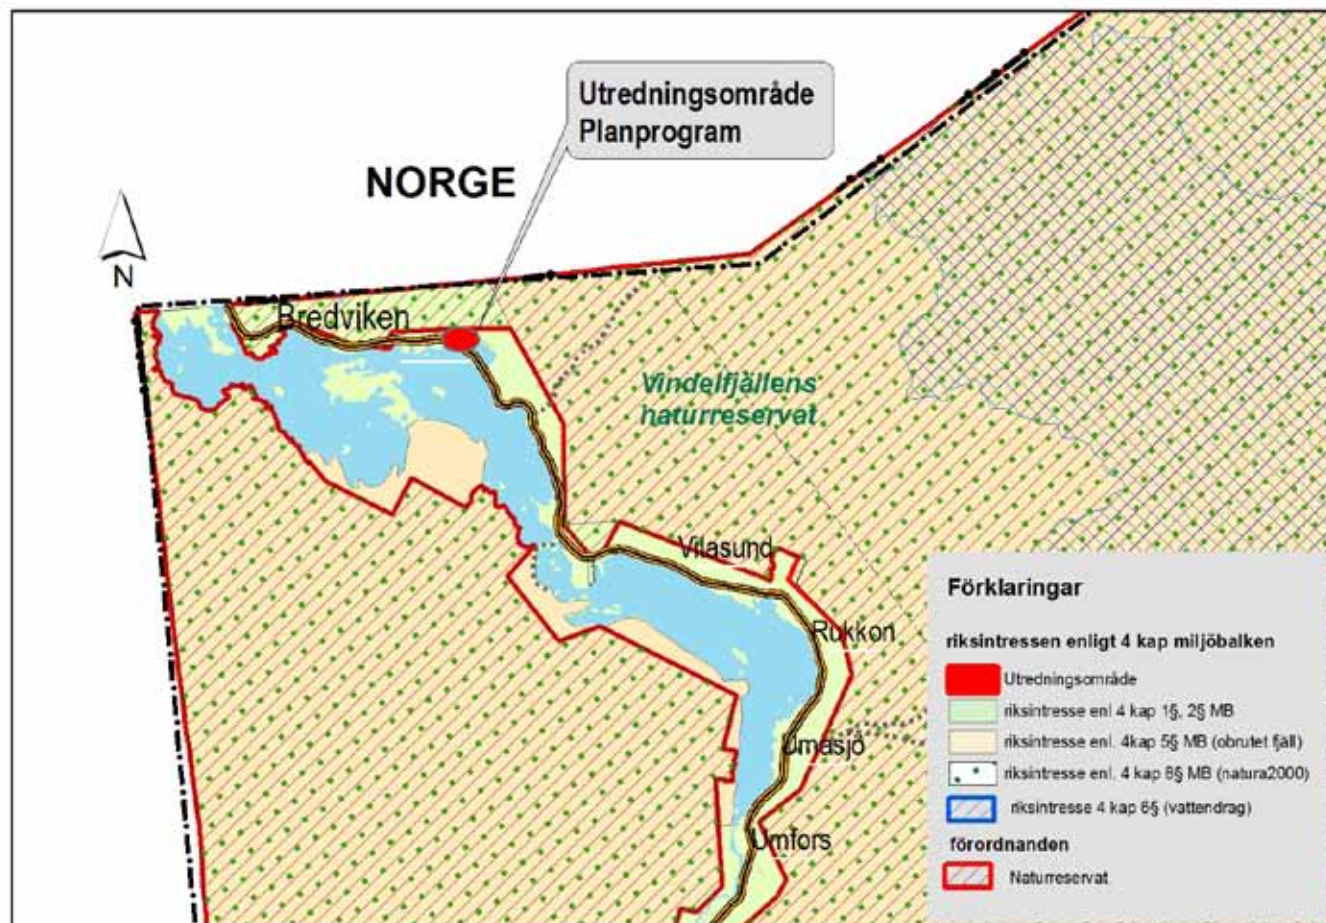 Utredningsområde
Planprogram
NORGE
N
Bredviken
Vindelfjällens
naturreservat
Vilasund
Rukkon
Umasjö
Umfors
Förklaringar
riksintressen enligt 4 kap miljöbalken
Utredningsområde
riksintresse enl 4 kap 1§, 2§ MB
riksintresse enl. 4kap 5§ MB (obrutet fjäll)
riksintresse enl. 4 kap 8§ MB (natura2000)
riksintresse 4 kap 6§ (vattendrag)
förordnanden
Naturreservat